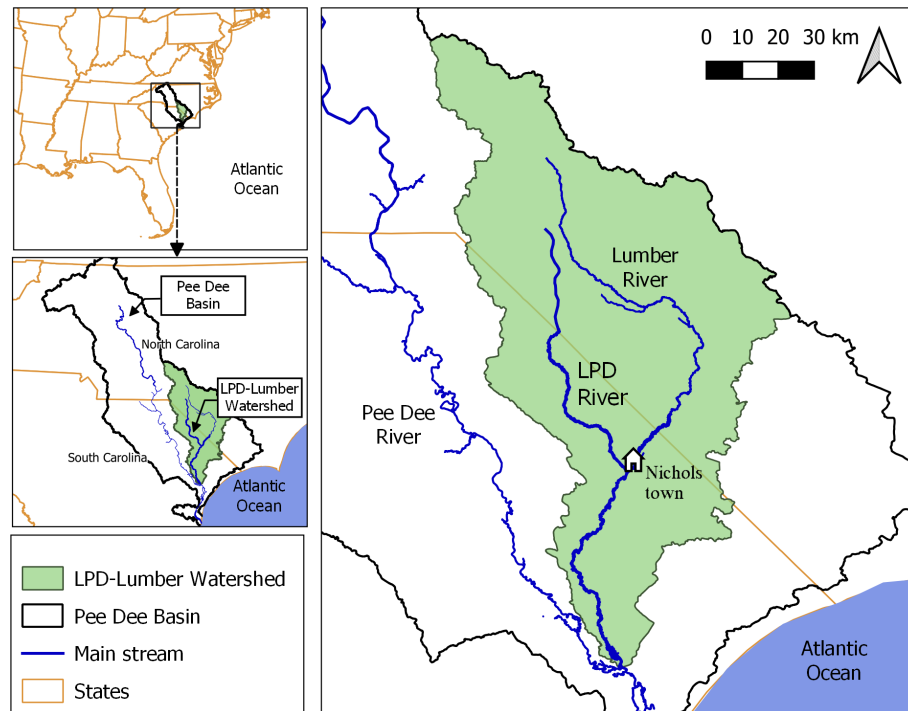 Atlantic
Ocean
Pee Dee
Basin
North Carolina
LPD-Lumber
Watershed
South Carolina
Atlantic
Ocean
LPD-Lumber Watershed
Pee Dee Basin
Main stream
States
0 10 20 30 km
Lumber
River
LPD
River
Pee Dee
River
Nichols
town
Atlantic
Ocean